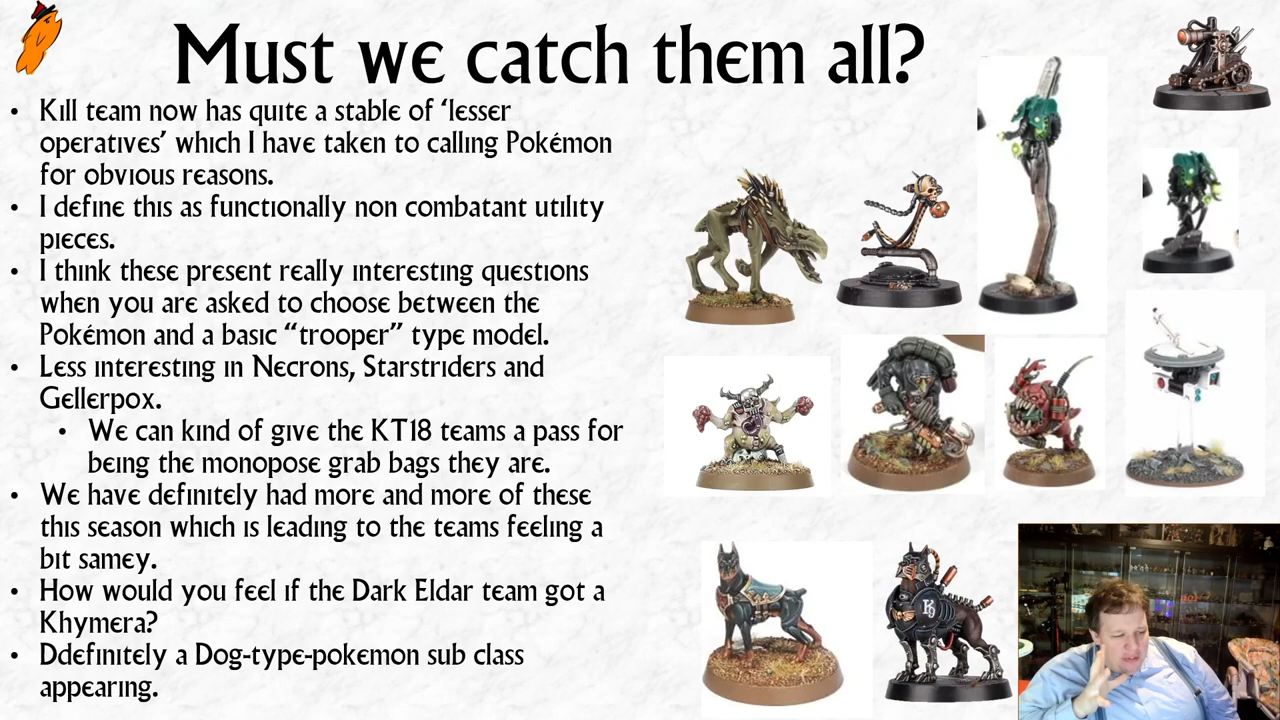 Must we catch them all?
• Kill team now has quite a stable of ‘lesser
operatives’ which I have taken to calling Pokémon
for obvious reasons.
• I define this as functionally non combatant utility
pieces.
• I think these present really interesting questions
when you are asked to choose between the
Pokémon and a basic “trooper” type model.
• Less interesting in Necrons, Starstriders and
Gellerpox.
• We can kind of give the KT18 teams a pass for
being the monopose grab bags they are.
• We have definitely had more and more of these
this season which is leading to the teams feeling a
bit samey.
• How would you feel if the Dark Eldar team got a
Khymera?
• Ddefinitely a Dog-type-pokemon sub class
appearing.
K9